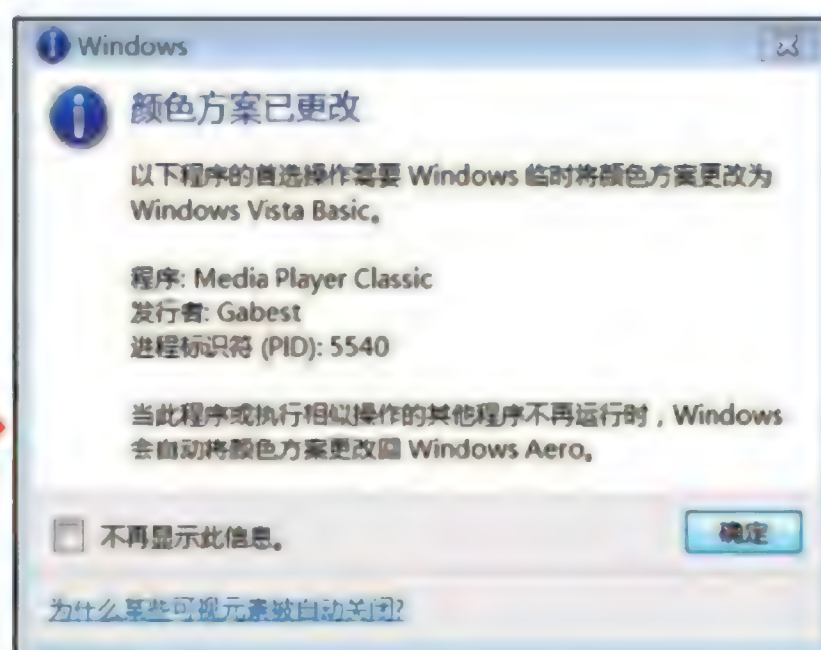 Windows
颜色方案已更改
以下程序的首选操作需要 Windows 临时将颜色方案更改为
Windows Vista Basic。
程序: Media Player Classic
发行者: Gabest
进程标识符 (PID): 5540
当此程序或执行相似操作的其他程序不再运行时，Windows
会自动将颜色方案更改回 Windows Aero。
不再显示此信息。
确定
为什么某些可视元素被自动关闭?